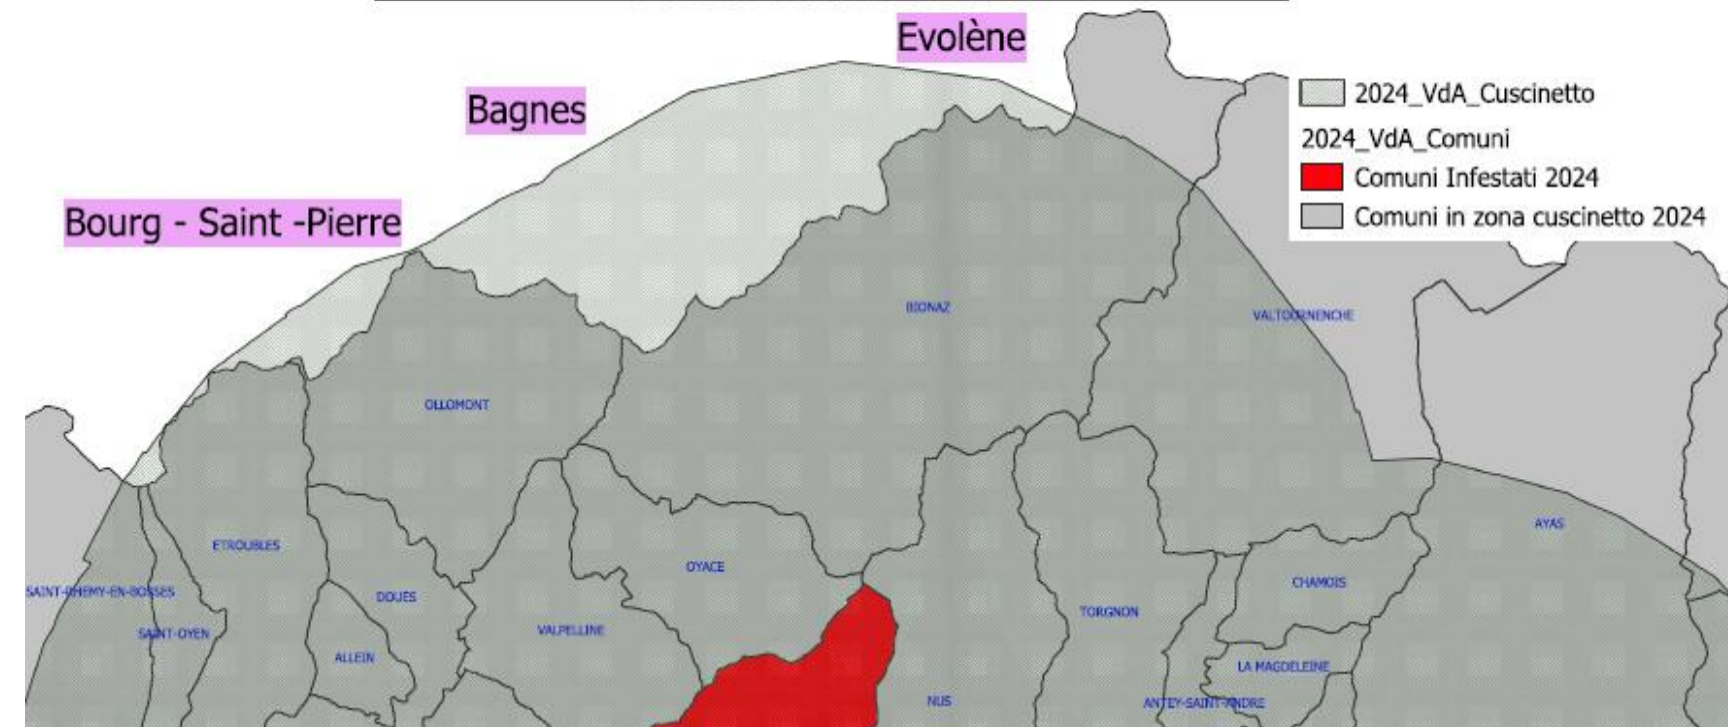 Evolène
Bagnes
Bourg - Saint -Pierre
2024_VdA_Cuscinetto
2024_VdA_Comuni
Comuni Infestati 2024
Comuni in zona cuscinetto 2024
BIONAZ
VALTOURNENCHE
OLLOMONT
AYAS
ETROUBLES
OYACE
CHAMOIS
SAINT-RHEMY-EN-BOSSES
DOUES
TORGNON
SAINT-OYEN
VALPELLINE
ALLEIN
LA MAGDELEINE
NUS
ANTEY-SAINT-ANDRE